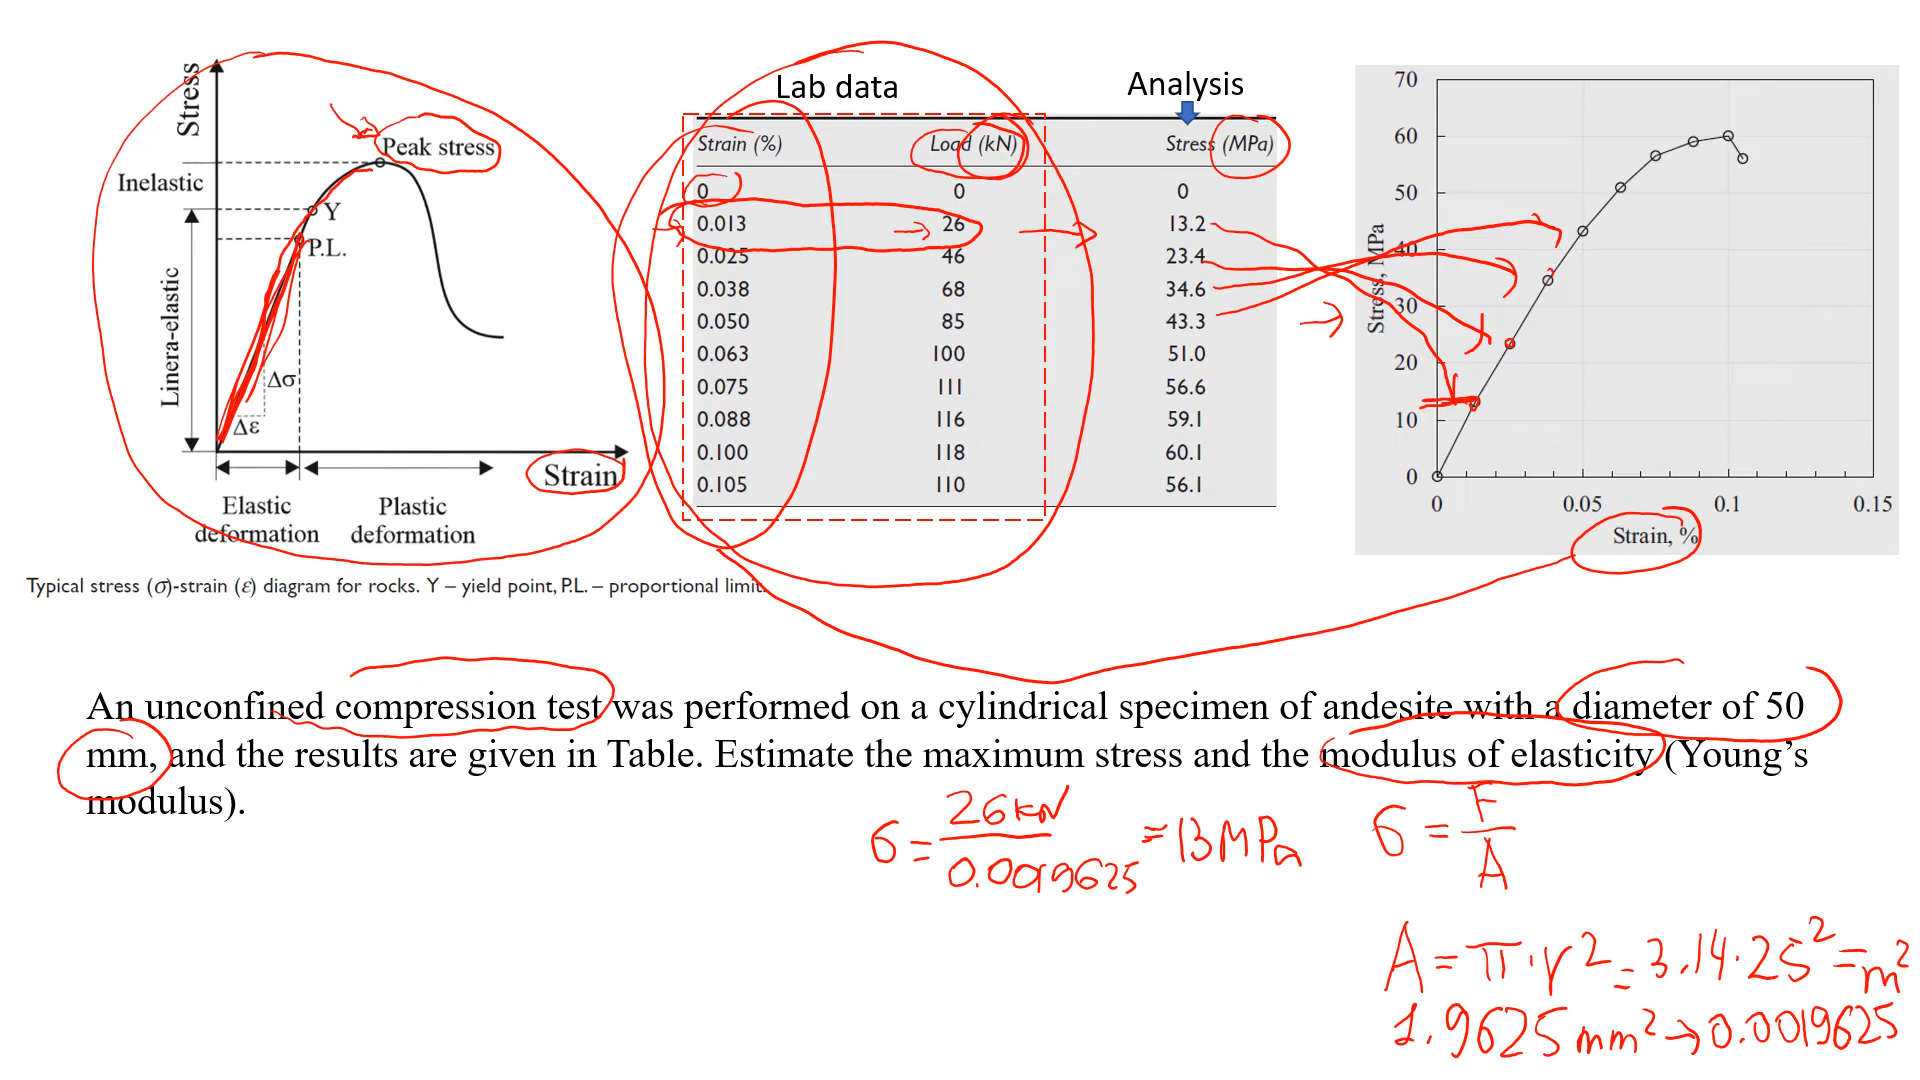 Stress
Peak stress
Inelastic
Y
P.L.
Linera-elastic
Δσ
Δε
Strain
Elastic
deformation
Plastic
deformation
Typical stress (σ)-strain (ε) diagram for rocks. Y – yield point, P.L. – proportional limit.
Lab data
Analysis
Strain (%) Load (kN) Stress (MPa)
0 0 0
0.013 26 13.2
0.025 46 23.4
0.038 68 34.6
0.050 85 43.3
0.063 100 51.0
0.075 111 56.6
0.088 116 59.1
0.100 118 60.1
0.105 110 56.1
Stress, MPa
70
60
50
40
30
20
10
0
0 0.05 0.1 0.15
Strain, %
An unconfined compression test was performed on a cylindrical specimen of andesite with a diameter of 50
mm, and the results are given in Table. Estimate the maximum stress and the modulus of elasticity (Young’s
modulus).
σ = 26 kN / 0.0019625 = 13 MPa
σ = F / A
A = π · r² = 3.14 · 25² = m²
1.9625 mm² → 0.0019625